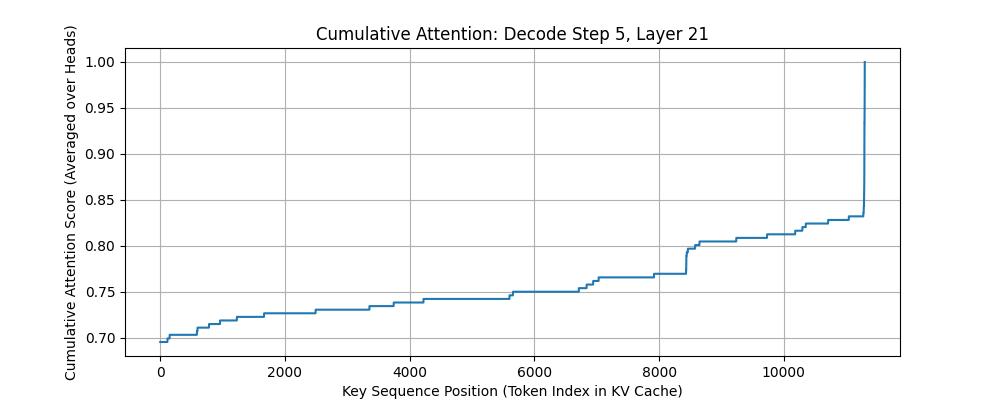 Cumulative Attention: Decode Step 5, Layer 21
Cumulative Attention Score (Averaged over Heads)
1.00
0.95
0.90
0.85
0.80
0.75
0.70
0 2000 4000 6000 8000 10000
Key Sequence Position (Token Index in KV Cache)